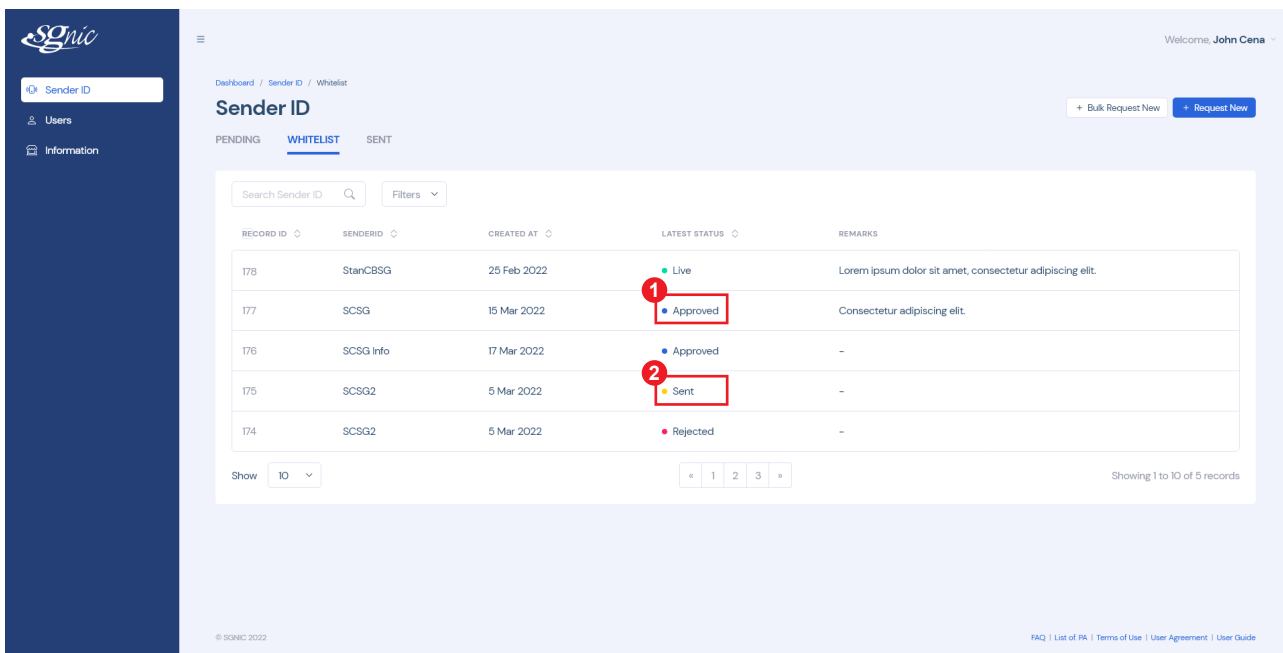 sgnic
Welcome, John Cena
Sender ID
Users
Information
Dashboard / Sender ID / Whitelist
Sender ID
+ Bulk Request New
+ Request New
PENDING WHITELIST SENT
Search Sender ID
Filters
RECORD ID SENDERID CREATED AT LATEST STATUS REMARKS
178 StanCBSG 25 Feb 2022 Live Lorem ipsum dolor sit amet, consectetur adipiscing elit.
1
177 SCSG 15 Mar 2022 Approved Consectetur adipiscing elit.
176 SCSG Info 17 Mar 2022 Approved -
2
175 SCSG2 5 Mar 2022 Sent -
174 SCSG2 5 Mar 2022 Rejected -
Show 10 « 1 2 3 » Showing 1 to 10 of 5 records
© SGNIC 2022
FAQ | List of PA | Terms of Use | User Agreement | User Guide